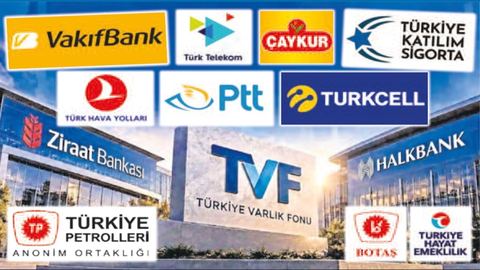 VakıfBank
Türk Telekom
ÇAYKUR
TÜRKİYE
KATILIM
SİGORTA
TÜRK HAVA YOLLARI
Ptt
TURKCELL
Ziraat Bankası
TVF
TÜRKİYE VARLIK FONU
HALKBANK
TP
TÜRKİYE
PETROLLERİ
ANONİM ORTAKLIĞI
BOTAŞ
TÜRKİYE
HAYAT
EMEKLİLİK